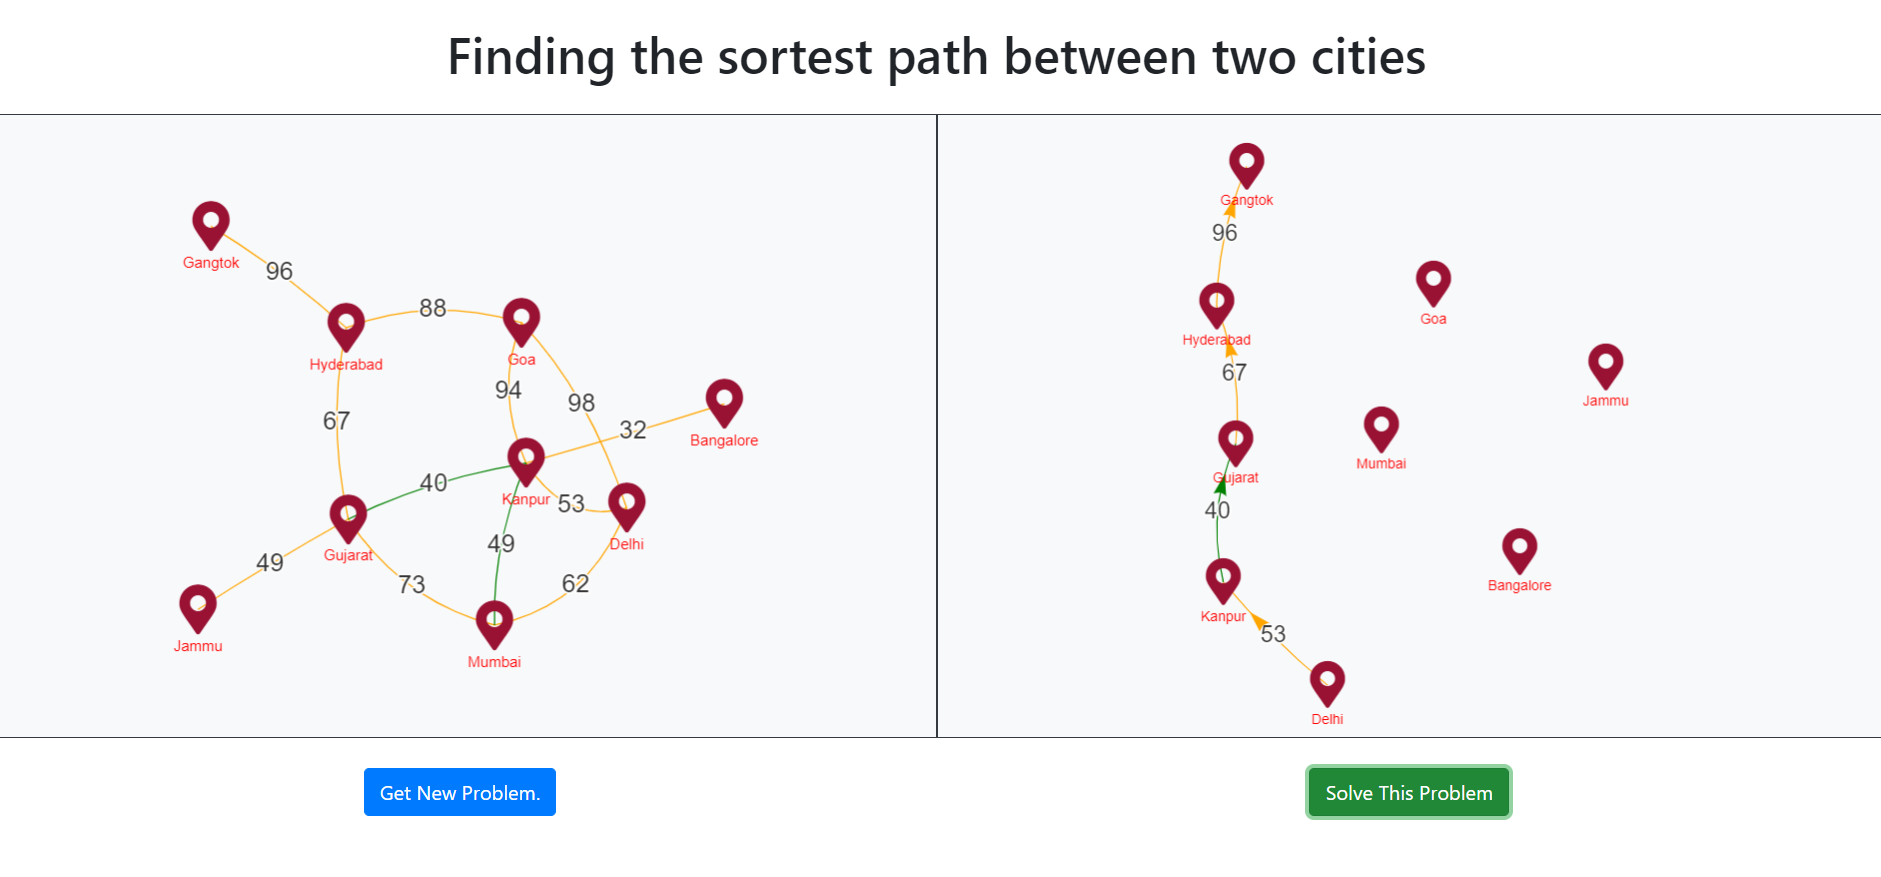 Finding the sortest path between two cities
Gangtok
96
Hyderabad
88
Goa
94
98
67
32
Bangalore
40
Kanpur
53
49
Delhi
Gujarat
49
73
62
Jammu
Mumbai
Gangtok
96
Goa
Hyderabad
67
Jammu
Mumbai
Gujarat
40
Bangalore
Kanpur
53
Delhi
Get New Problem.
Solve This Problem